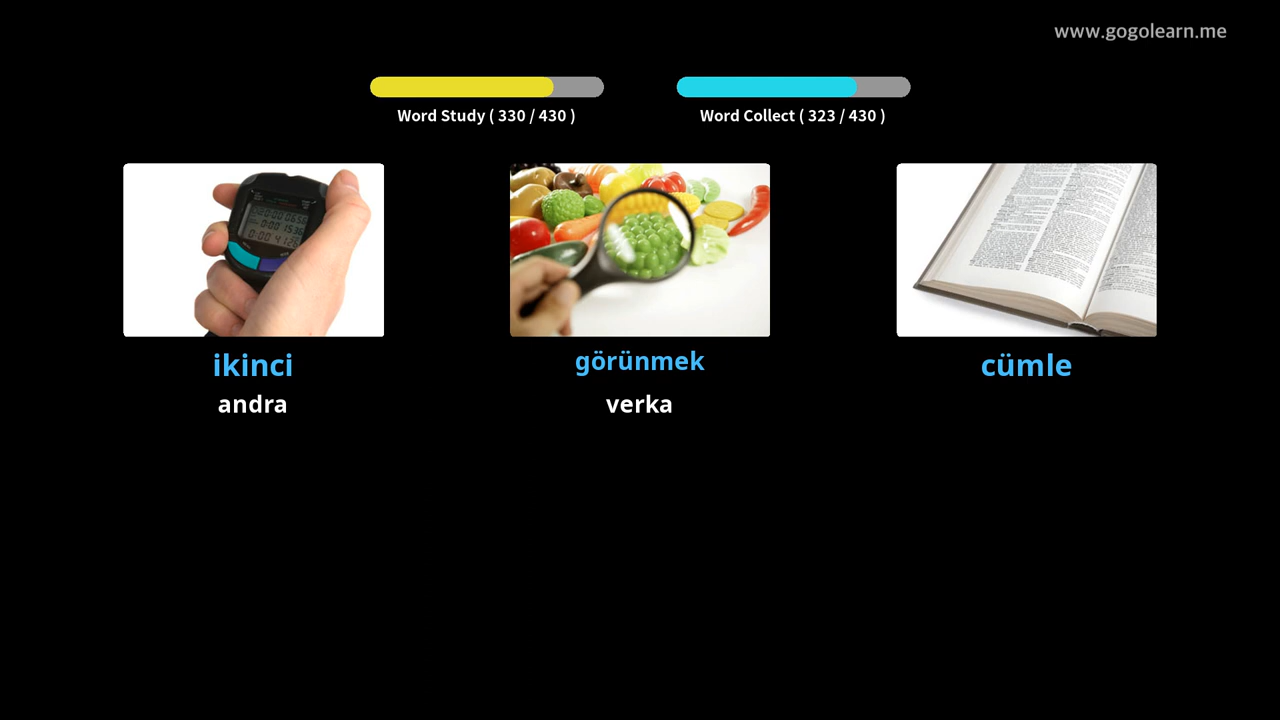 www.gogolearn.me
Word Study ( 330 / 430 )
Word Collect ( 323 / 430 )
ikinci
görünmek
cümle
andra
verka